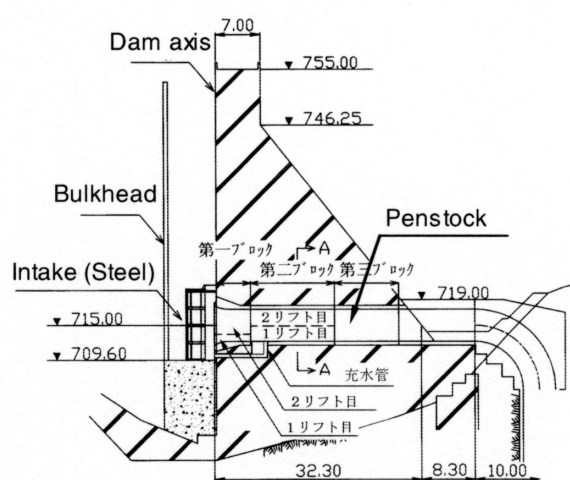 7.00
Dam axis
755.00
746.25
Bulkhead
Penstock
第一ブロック
A
第二ブロック
第三ブロック
Intake (Steel)
719.00
715.00
2リフト目
1リフト目
709.60
A
充水管
2リフト目
1リフト目
32.30
8.30
10.00